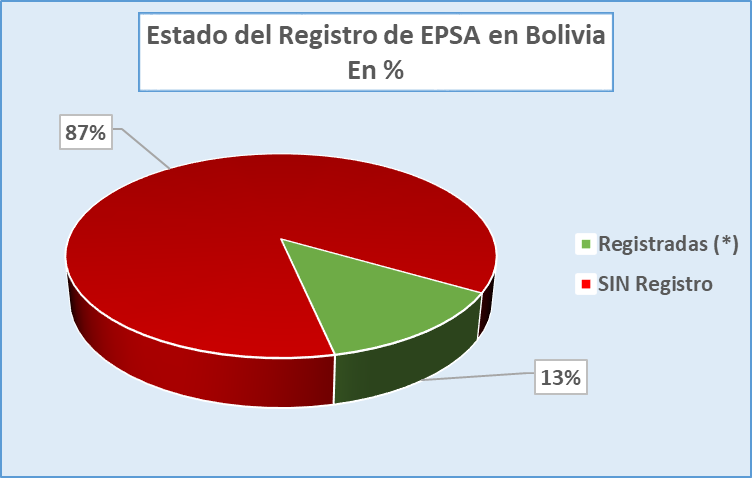 Estado del Registro de EPSA en Bolivia
En %
87%
Registradas (*)
SIN Registro
13%